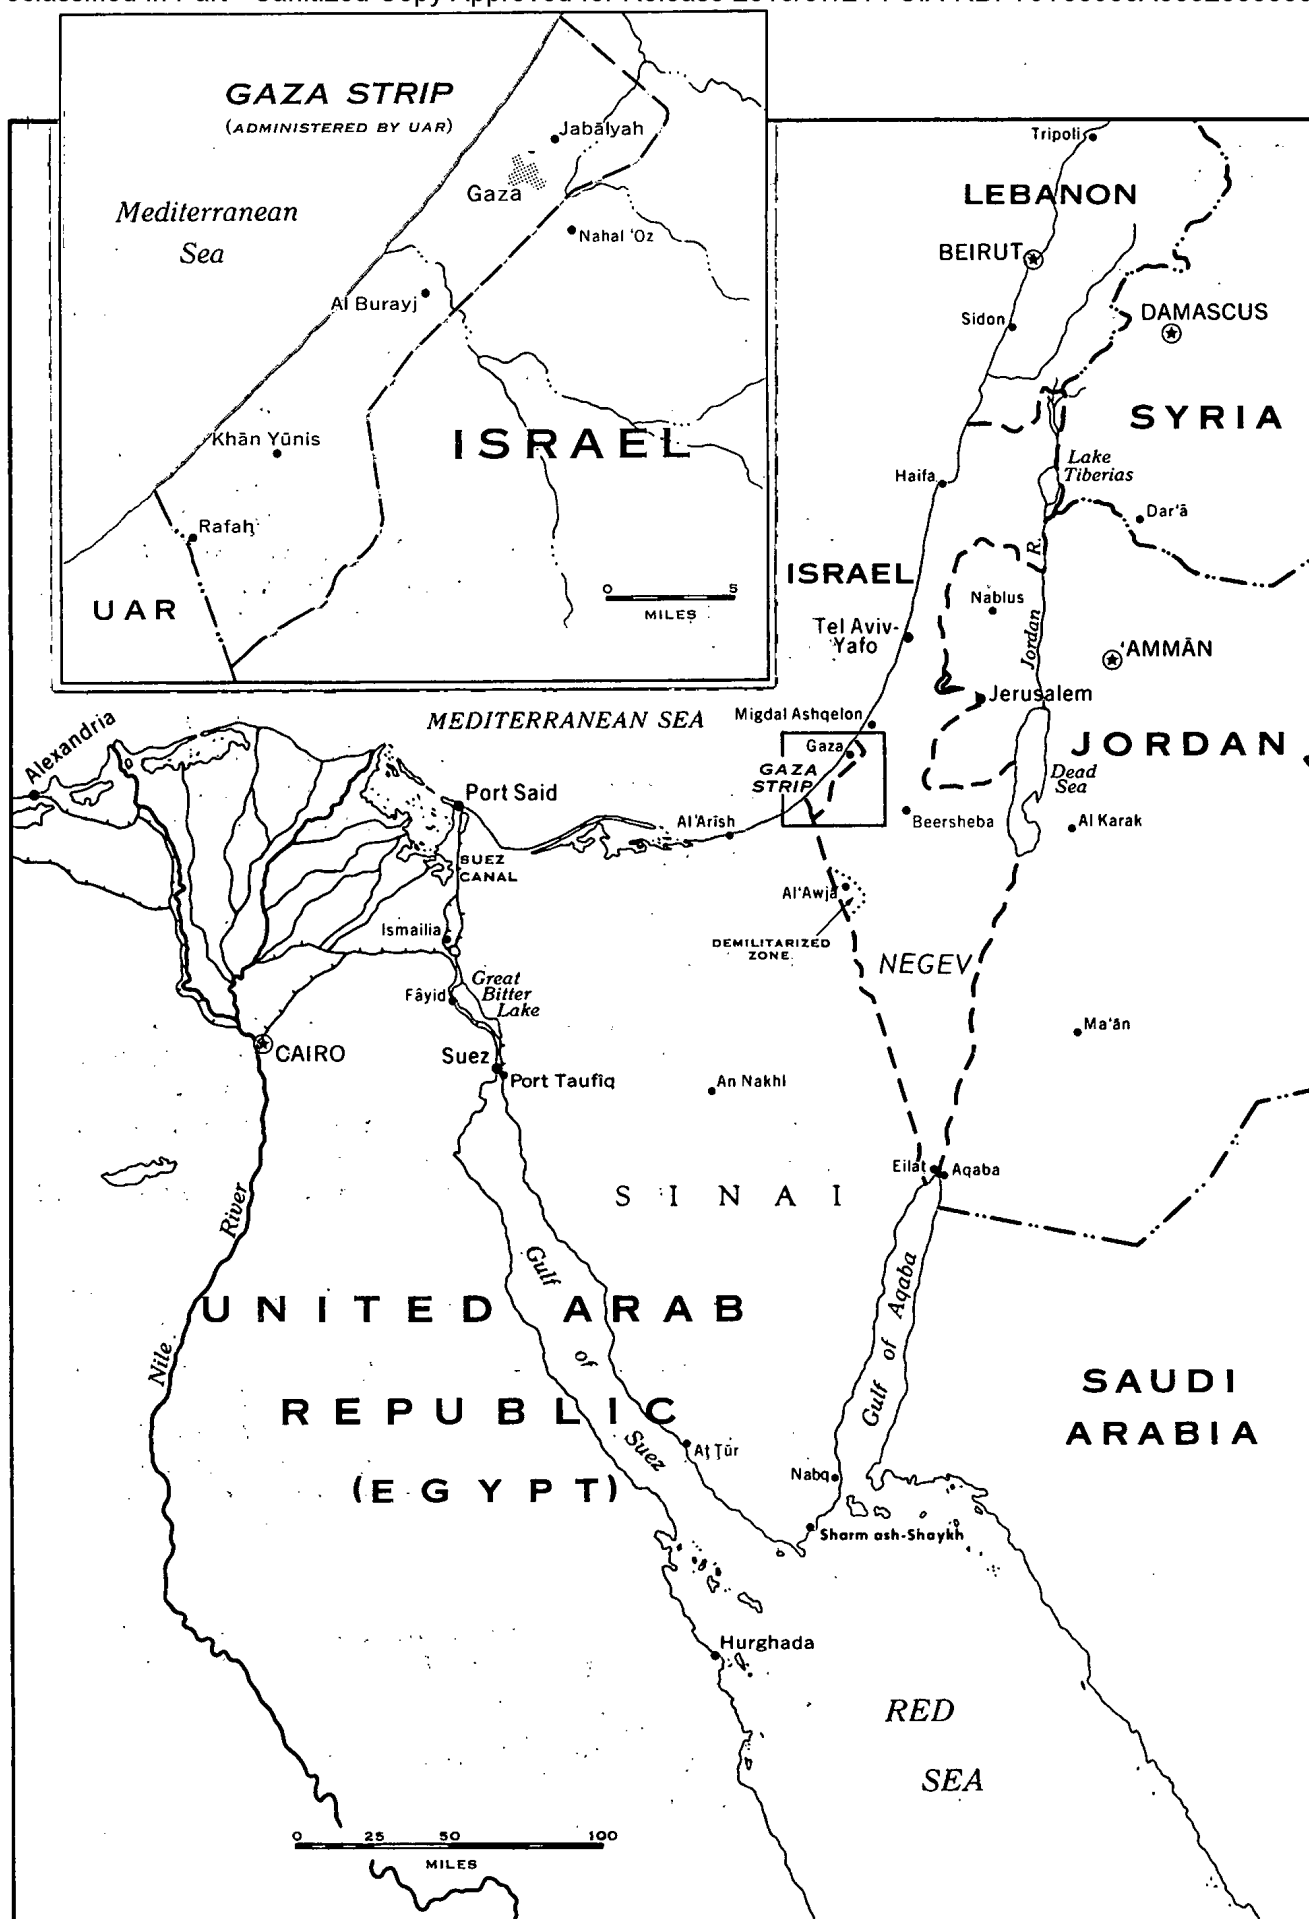 GAZA STRIP
(ADMINISTERED BY UAR)
Jabālyah
Gaza
Mediterranean
Sea
Nahal 'Oz
Al Burayj
Khān Yūnis
ISRAEL
Rafaḥ
UAR
0 5
MILES
Tripoli
LEBANON
BEIRUT
DAMASCUS
Sidon
SYRIA
Lake
Tiberias
Haifa
Dar'ā
ISRAEL
Nablus
Jordan R.
Tel Aviv-
Yafo
'AMMĀN
Jerusalem
MEDITERRANEAN SEA
Migdal Ashqelon
Gaza
GAZA
STRIP
JORDAN
Dead
Sea
Alexandria
Port Said
Al 'Arīsh
Beersheba
Al Karak
SUEZ
CANAL
Al 'Awjā
Ismailia
DEMILITARIZED
ZONE
NEGEV
Great
Bitter
Lake
Fâyid
Ma'ān
CAIRO
Suez
Port Taufīq
An Nakhl
Eilat
Aqaba
SINAI
Nile River
Gulf of Suez
Gulf of Aqaba
UNITED ARAB
REPUBLIC
(EGYPT)
SAUDI
ARABIA
Aṭ Ṭūr
Nabq
Sharm ash-Shaykh
Hurghada
RED
SEA
0 25 50 100
MILES